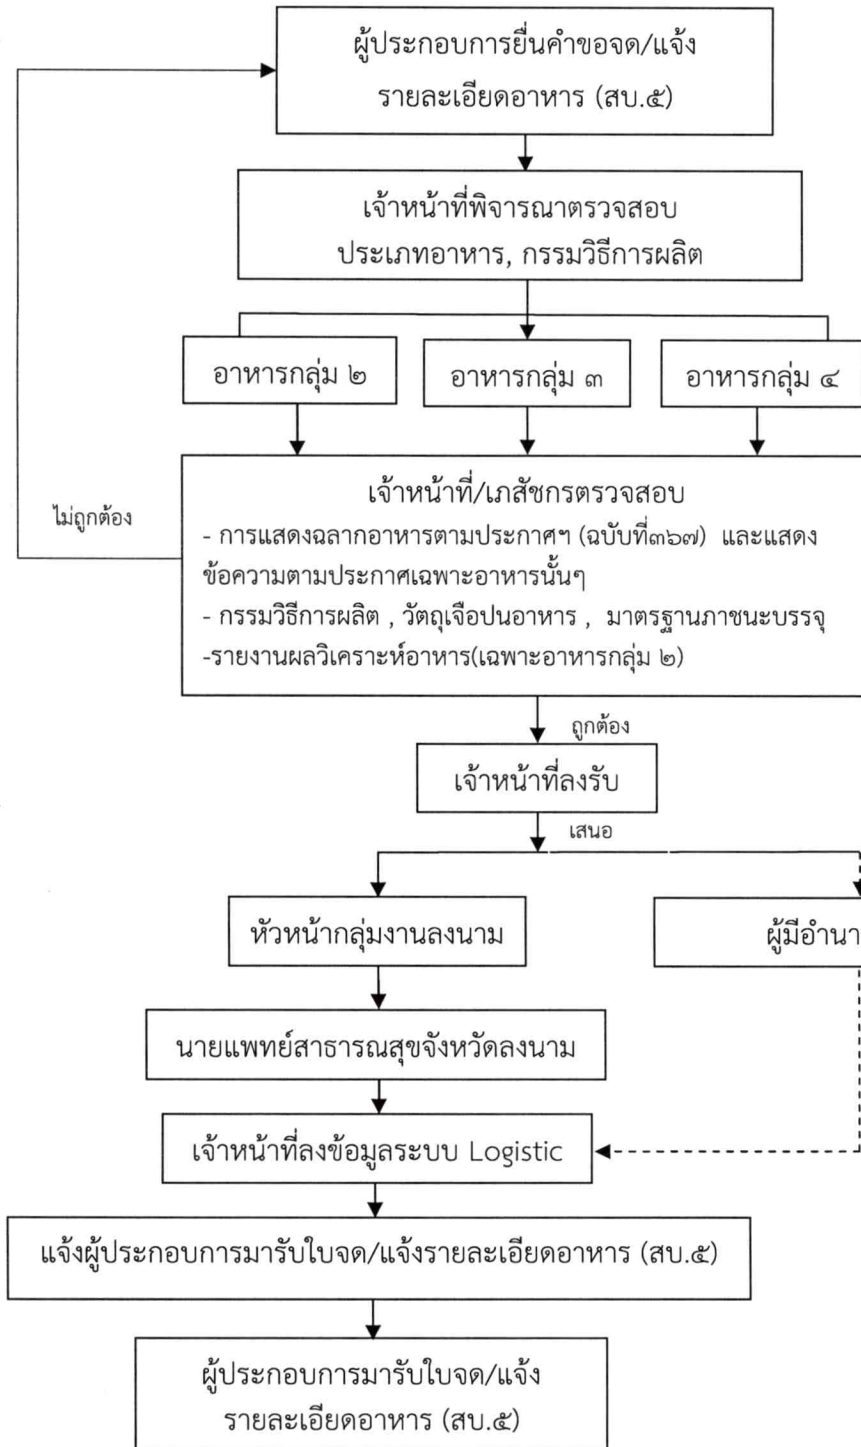 ผู้ประกอบการยื่นคำขอจด/แจ้ง
รายละเอียดอาหาร (สบ.๕)
เจ้าหน้าที่พิจารณาตรวจสอบ
ประเภทอาหาร, กรรมวิธีการผลิต
อาหารกลุ่ม ๒
อาหารกลุ่ม ๓
อาหารกลุ่ม ๔
เจ้าหน้าที่/เภสัชกรตรวจสอบ
- การแสดงฉลากอาหารตามประกาศฯ (ฉบับที่๓๖๗) และแสดง
ข้อความตามประกาศเฉพาะอาหารนั้นๆ
- กรรมวิธีการผลิต , วัตถุเจือปนอาหาร , มาตรฐานภาชนะบรรจุ
-รายงานผลวิเคราะห์อาหาร(เฉพาะอาหารกลุ่ม ๒)
ไม่ถูกต้อง
ถูกต้อง
เจ้าหน้าที่ลงรับ
เสนอ
หัวหน้ากลุ่มงานลงนาม
ผู้มีอำนา
นายแพทย์สาธารณสุขจังหวัดลงนาม
เจ้าหน้าที่ลงข้อมูลระบบ Logistic
แจ้งผู้ประกอบการมารับใบจด/แจ้งรายละเอียดอาหาร (สบ.๕)
ผู้ประกอบการมารับใบจด/แจ้ง
รายละเอียดอาหาร (สบ.๕)